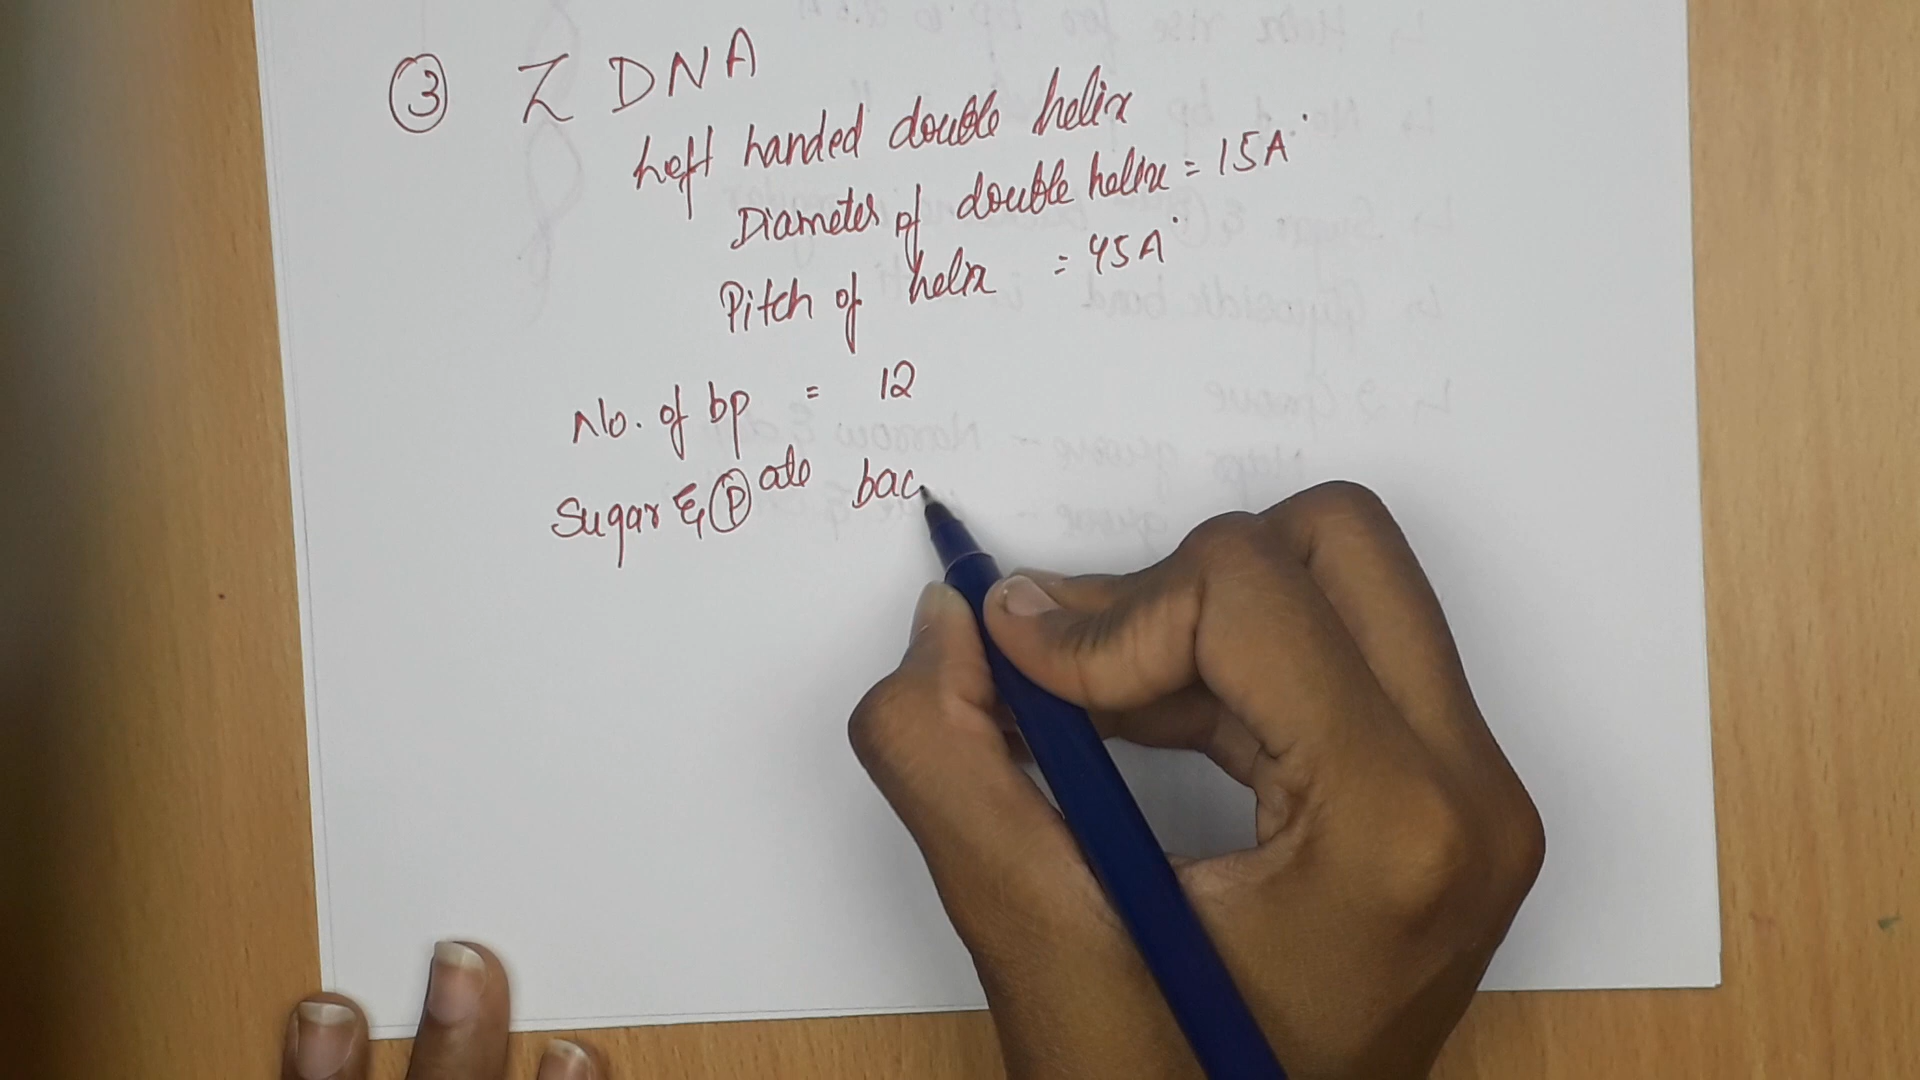 ③ Z DNA
Left handed double helix
Diameter of double helix = 15A°
Pitch of helix = 45A°
No. of bp = 12
Sugar & Ⓟate bac